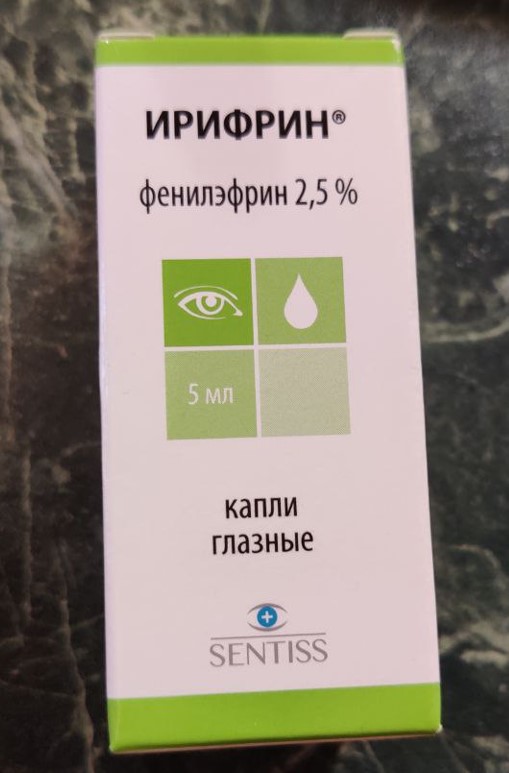 ИРИФРИН®
фенилэфрин 2,5 %
5 мл
капли
глазные
SENTISS